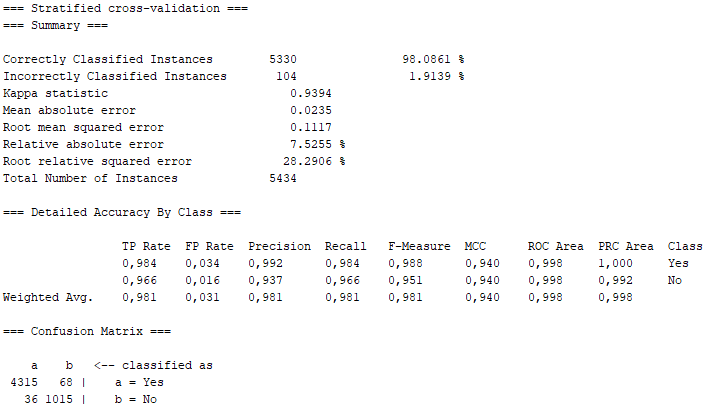 === Stratified cross-validation ===
=== Summary ===
Correctly Classified Instances 5330 98.0861 %
Incorrectly Classified Instances 104 1.9139 %
Kappa statistic 0.9394
Mean absolute error 0.0235
Root mean squared error 0.1117
Relative absolute error 7.5255 %
Root relative squared error 28.2906 %
Total Number of Instances 5434
=== Detailed Accuracy By Class ===
TP Rate FP Rate Precision Recall F-Measure MCC ROC Area PRC Area Class
0,984 0,034 0,992 0,984 0,988 0,940 0,998 1,000 Yes
0,966 0,016 0,937 0,966 0,951 0,940 0,998 0,992 No
Weighted Avg. 0,981 0,031 0,981 0,981 0,981 0,940 0,998 0,998
=== Confusion Matrix ===
a b <-- classified as
4315 68 | a = Yes
36 1015 | b = No